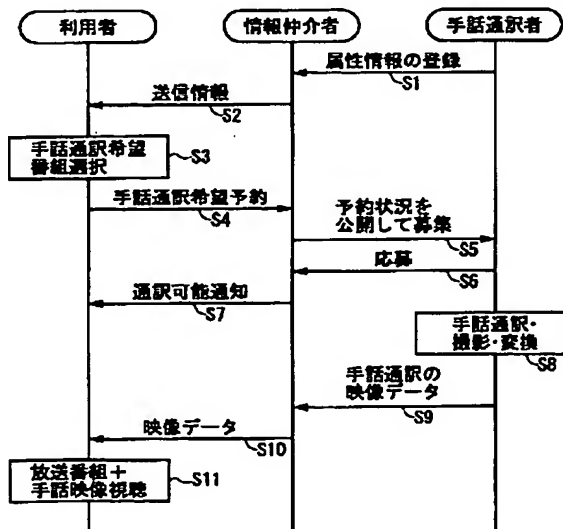 利用者
情報仲介者
手話通訳者
属性情報の登録
S1
送信情報
S2
手話通訳希望
番組選択
S3
手話通訳希望予約
S4
予約状況を
公開して募集
S5
応募
S6
通訳可能通知
S7
手話通訳・
撮影・変換
S8
手話通訳の
映像データ
S9
映像データ
S10
放送番組+
手話映像視聴
S11